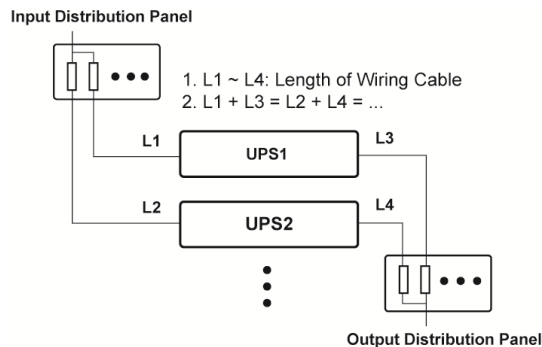 Input Distribution Panel
1. L1 ~ L4: Length of Wiring Cable
2. L1 + L3 = L2 + L4 = ...
L1
UPS1
L3
L2
UPS2
L4
Output Distribution Panel